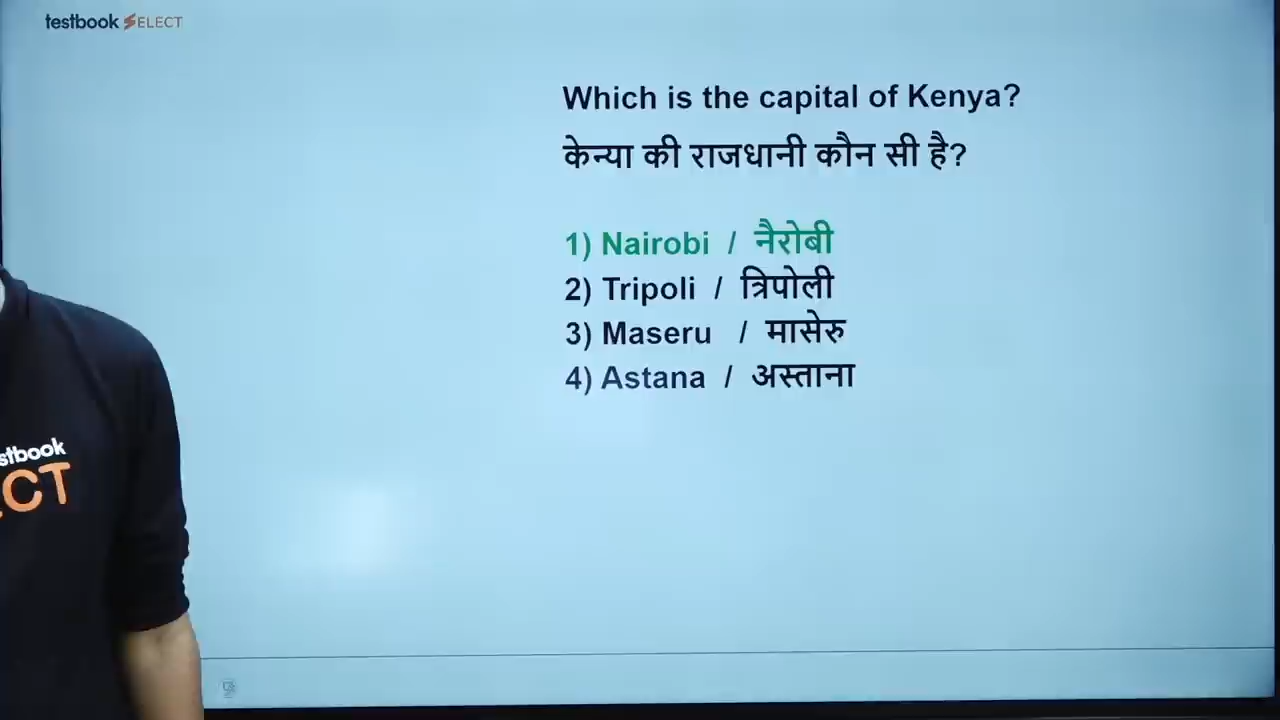 testbook SELECT
Which is the capital of Kenya?
केन्या की राजधानी कौन सी है?
1) Nairobi / नैरोबी
2) Tripoli / त्रिपोली
3) Maseru / मासेरु
4) Astana / अस्ताना
stbook
CT